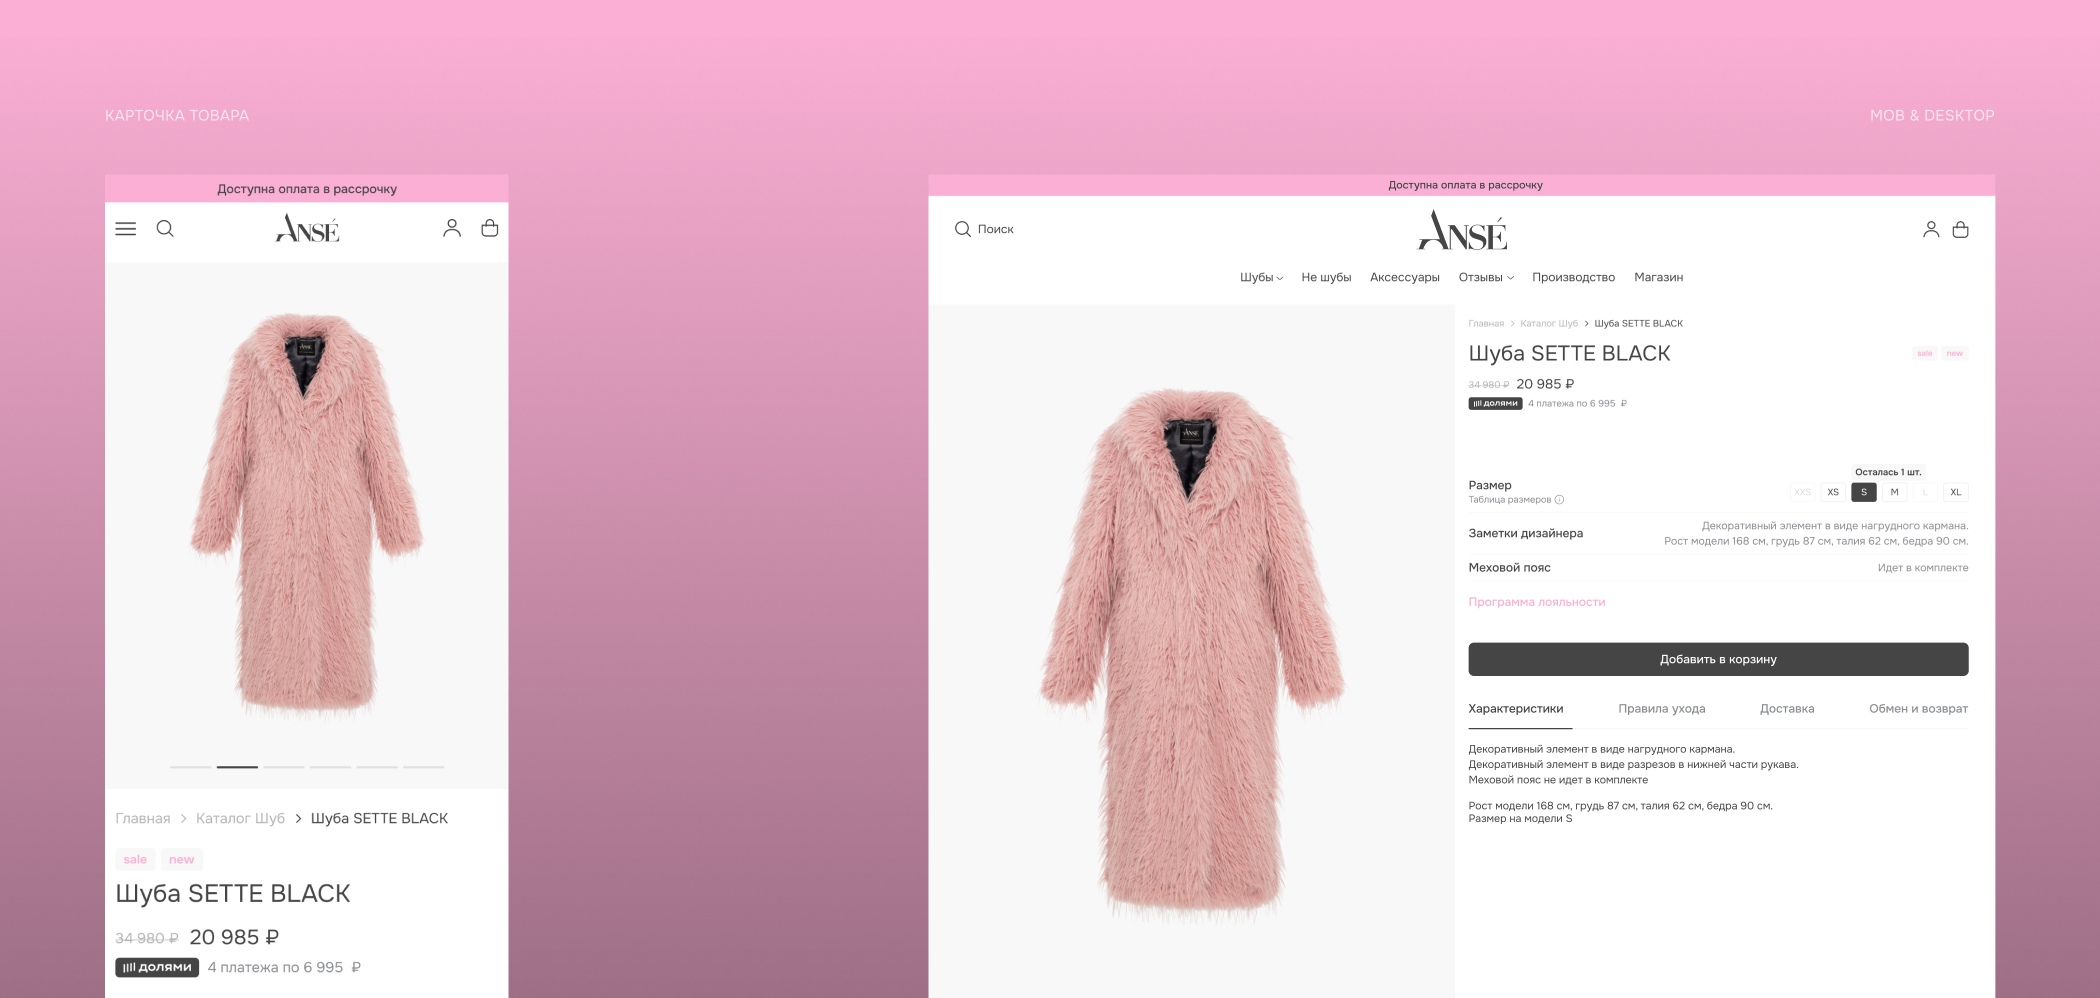 КАРТОЧКА ТОВАРА
MOB & DESKTOP
Доступна оплата в рассрочку
ANSÉ
ANSÉ
Главная > Каталог Шуб > Шуба SETTE BLACK
sale new
Шуба SETTE BLACK
34 980 ₽ 20 985 ₽
долями 4 платежа по 6 995 ₽
Доступна оплата в рассрочку
Поиск
ANSÉ
Шубы Не шубы Аксессуары Отзывы Производство Магазин
ANSÉ
Главная > Каталог Шуб > Шуба SETTE BLACK
Шуба SETTE BLACK
sale new
34 980 ₽ 20 985 ₽
долями 4 платежа по 6 995 ₽
Осталась 1 шт.
Размер
XXS XS S M L XL
Таблица размеров
Заметки дизайнера
Декоративный элемент в виде нагрудного кармана.
Рост модели 168 см, грудь 87 см, талия 62 см, бедра 90 см.
Меховой пояс
Идет в комплекте
Программа лояльности
Добавить в корзину
Характеристики Правила ухода Доставка Обмен и возврат
Декоративный элемент в виде нагрудного кармана.
Декоративный элемент в виде разрезов в нижней части рукава.
Меховой пояс не идет в комплекте
Рост модели 168 см, грудь 87 см, талия 62 см, бедра 90 см.
Размер на модели S